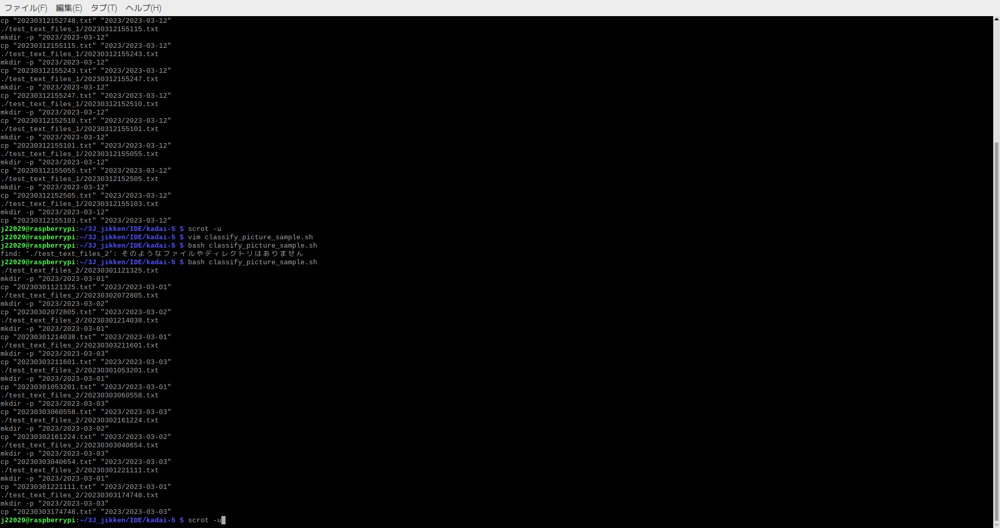 ファイル(F) 編集(E) タブ(T) ヘルプ(H)
cp "20230312152748.txt" "2023/2023-03-12"
./test_text_files_1/20230312155115.txt
mkdir -p "2023/2023-03-12"
cp "20230312155115.txt" "2023/2023-03-12"
./test_text_files_1/20230312155243.txt
mkdir -p "2023/2023-03-12"
cp "20230312155243.txt" "2023/2023-03-12"
./test_text_files_1/20230312155247.txt
mkdir -p "2023/2023-03-12"
cp "20230312155247.txt" "2023/2023-03-12"
./test_text_files_1/20230312152510.txt
mkdir -p "2023/2023-03-12"
cp "20230312152510.txt" "2023/2023-03-12"
./test_text_files_1/20230312155101.txt
mkdir -p "2023/2023-03-12"
cp "20230312155101.txt" "2023/2023-03-12"
./test_text_files_1/20230312155055.txt
mkdir -p "2023/2023-03-12"
cp "20230312155055.txt" "2023/2023-03-12"
./test_text_files_1/20230312152505.txt
mkdir -p "2023/2023-03-12"
cp "20230312152505.txt" "2023/2023-03-12"
./test_text_files_1/20230312155103.txt
mkdir -p "2023/2023-03-12"
cp "20230312155103.txt" "2023/2023-03-12"
j22029@raspberrypi:~/3J_jikken/IDE/kadai-5 $ scrot -u
j22029@raspberrypi:~/3J_jikken/IDE/kadai-5 $ vim classify_picture_sample.sh
j22029@raspberrypi:~/3J_jikken/IDE/kadai-5 $ bash classify_picture_sample.sh
find: ‘./test_text_files_2’: そのようなファイルやディレクトリはありません
j22029@raspberrypi:~/3J_jikken/IDE/kadai-5 $ bash classify_picture_sample.sh
./test_text_files_2/20230301121325.txt
mkdir -p "2023/2023-03-01"
cp "20230301121325.txt" "2023/2023-03-01"
./test_text_files_2/20230302072805.txt
mkdir -p "2023/2023-03-02"
cp "20230302072805.txt" "2023/2023-03-02"
./test_text_files_2/20230301214038.txt
mkdir -p "2023/2023-03-01"
cp "20230301214038.txt" "2023/2023-03-01"
./test_text_files_2/20230303211601.txt
mkdir -p "2023/2023-03-03"
cp "20230303211601.txt" "2023/2023-03-03"
./test_text_files_2/20230301053201.txt
mkdir -p "2023/2023-03-01"
cp "20230301053201.txt" "2023/2023-03-01"
./test_text_files_2/20230303060558.txt
mkdir -p "2023/2023-03-03"
cp "20230303060558.txt" "2023/2023-03-03"
./test_text_files_2/20230302161224.txt
mkdir -p "2023/2023-03-02"
cp "20230302161224.txt" "2023/2023-03-02"
./test_text_files_2/20230303040654.txt
mkdir -p "2023/2023-03-03"
cp "20230303040654.txt" "2023/2023-03-03"
./test_text_files_2/20230301221111.txt
mkdir -p "2023/2023-03-01"
cp "20230301221111.txt" "2023/2023-03-01"
./test_text_files_2/20230303174748.txt
mkdir -p "2023/2023-03-03"
cp "20230303174748.txt" "2023/2023-03-03"
j22029@raspberrypi:~/3J_jikken/IDE/kadai-5 $ scrot -u